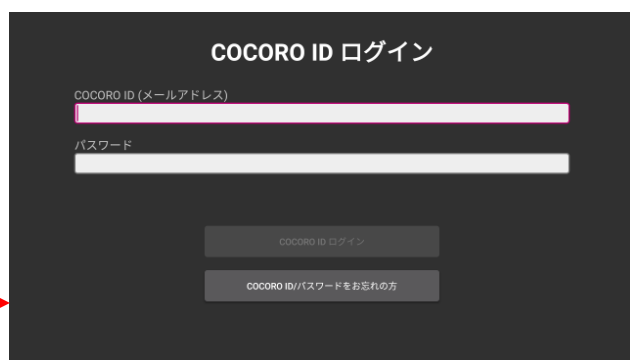 COCORO ID ログイン
COCORO ID (メールアドレス)
パスワード
COCORO ID ログイン
COCORO ID/パスワードをお忘れの方